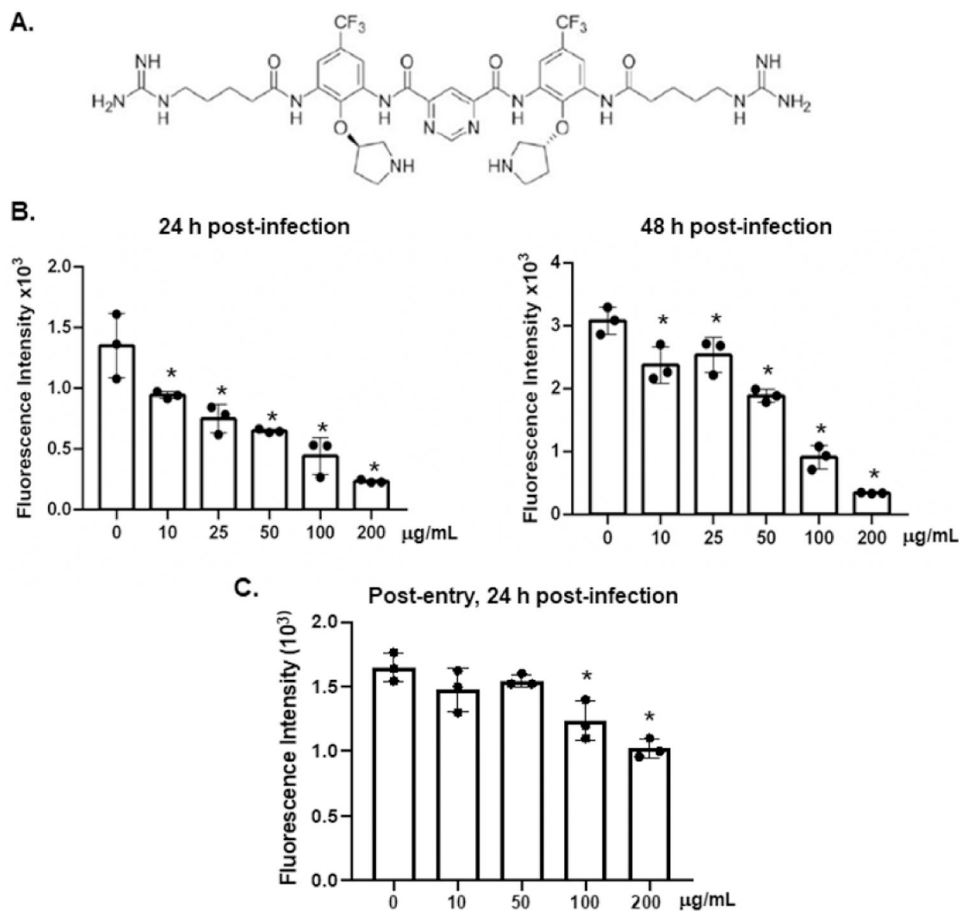 A.
CF3 CF3
NH O O O O NH
H2N N N N N N N NH2
H H H H H H
O N N O
NH HN
B.
24 h post-infection 48 h post-infection
Fluorescence Intensity x10³
2.0
1.5
1.0
0.5
0.0
0 10 25 50 100 200 μg/mL
* * * * *
Fluorescence Intensity x10³
4
3
2
1
0
0 10 25 50 100 200 μg/mL
* * * * *
C.
Post-entry, 24 h post-infection
Fluorescence Intensity (10³)
2.0
1.5
1.0
0.5
0.0
0 10 50 100 200 μg/mL
* *